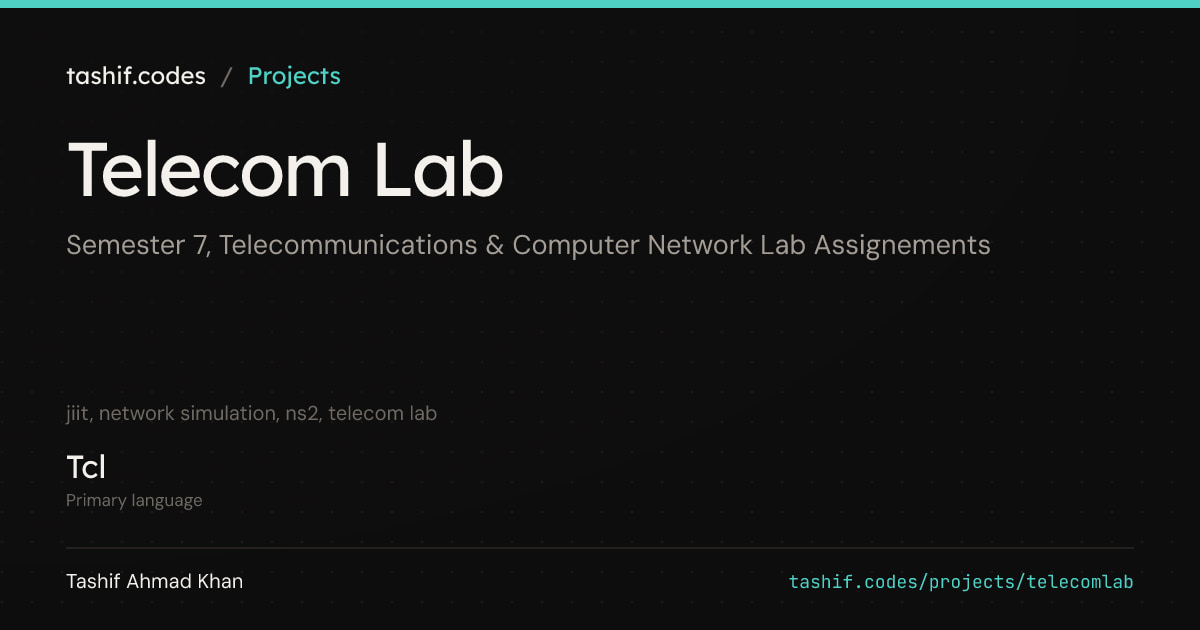 tashif.codes / Projects
Telecom Lab
Semester 7, Telecommunications & Computer Network Lab Assignements
jiit, network simulation, ns2, telecom lab
Tcl
Primary language
Tashif Ahmad Khan
tashif.codes/projects/telecomlab